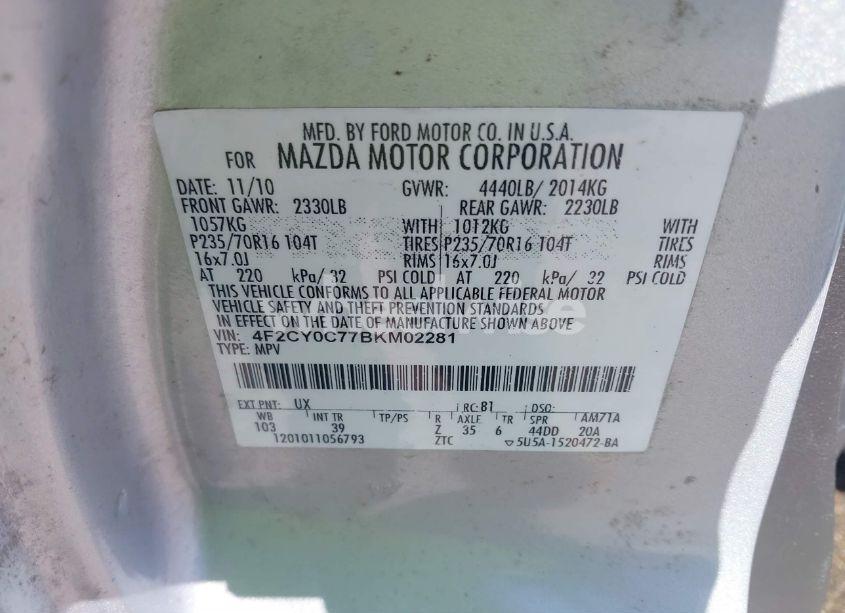 MFD. BY FORD MOTOR CO. IN U.S.A.
FOR MAZDA MOTOR CORPORATION
DATE: 11/10 GVWR: 4440LB/ 2014KG
FRONT GAWR: 2330LB REAR GAWR: 2230LB
1057KG WITH 1012KG WITH
P235/70R16 104T TIRES P235/70R16 104T TIRES
16x7.0J RIMS 16x7.0J RIMS
AT 220 kPa/ 32 PSI COLD AT 220 kPa/ 32 PSI COLD
THIS VEHICLE CONFORMS TO ALL APPLICABLE FEDERAL MOTOR
VEHICLE SAFETY AND THEFT PREVENTION STANDARDS
IN EFFECT ON THE DATE OF MANUFACTURE SHOWN ABOVE
VIN: 4F2CY0C77BKM02281
TYPE: MPV
EXT PNT: UX RC: 81 DSO:
WB INT TR TP/PS R AXLE TR SPR AM71A
103 39 Z 35 6 44DD 20A
1201011056793 ZTC 5U5A-1520472-BA